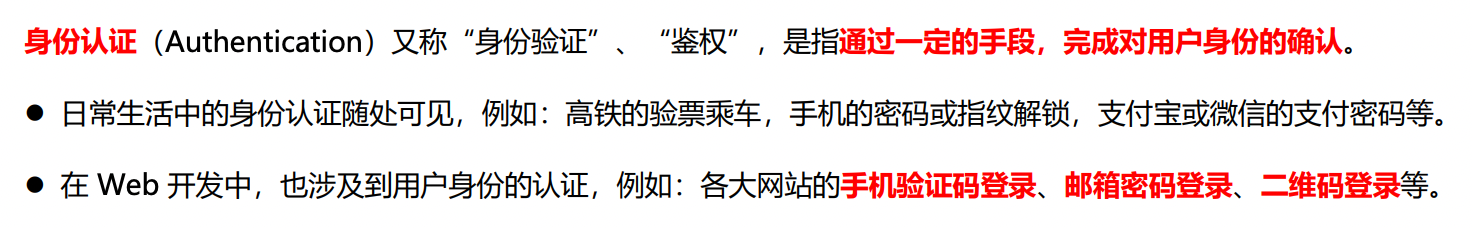 身份认证（Authentication）又称“身份验证”、“鉴权”，是指通过一定的手段，完成对用户身份的确认。
● 日常生活中的身份认证随处可见，例如：高铁的验票乘车，手机的密码或指纹解锁，支付宝或微信的支付密码等。
● 在 Web 开发中，也涉及到用户身份的认证，例如：各大网站的手机验证码登录、邮箱密码登录、二维码登录等。